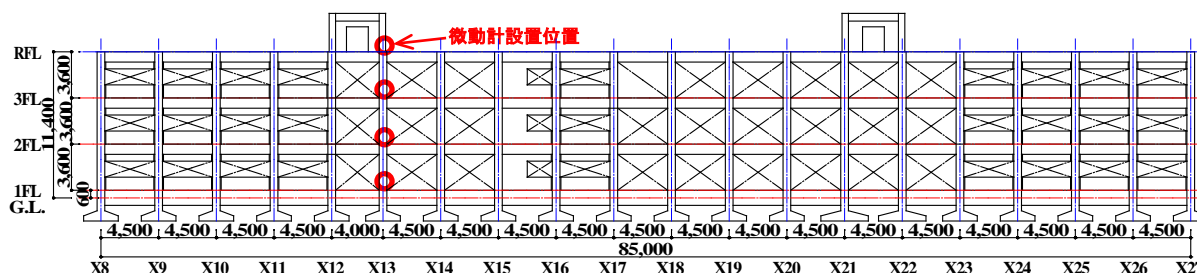 微動計設置位置
RFL
3,600
3FL
11,400
3,600
2FL
3,600
1FL
600
G.L.
4,500 4,500 4,500 4,500 4,000 4,500 4,500 4,500 4,500 4,500 4,500 4,500 4,500 4,500 4,500 4,500 4,500 4,500 4,500
85,000
X8 X9 X10 X11 X12 X13 X14 X15 X16 X17 X18 X19 X20 X21 X22 X23 X24 X25 X26